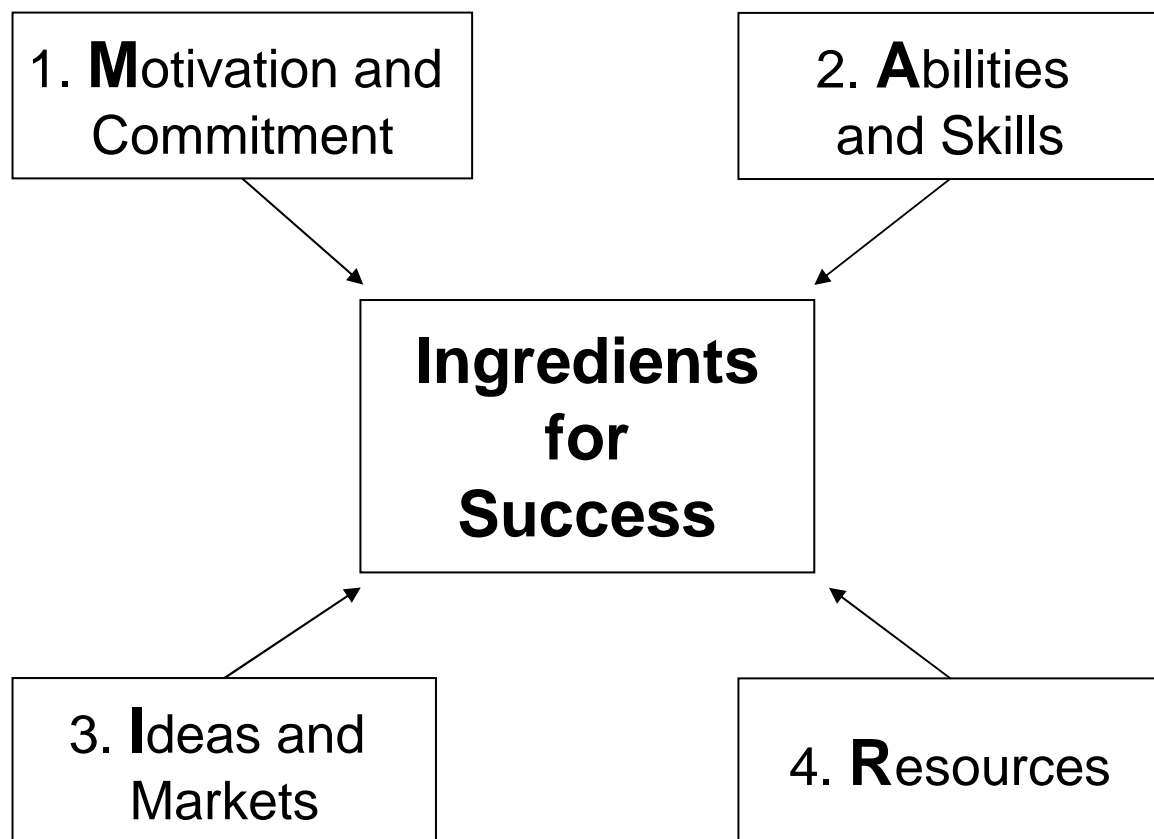 1. Motivation and
Commitment
2. Abilities
and Skills
Ingredients
for
Success
3. Ideas and
Markets
4. Resources